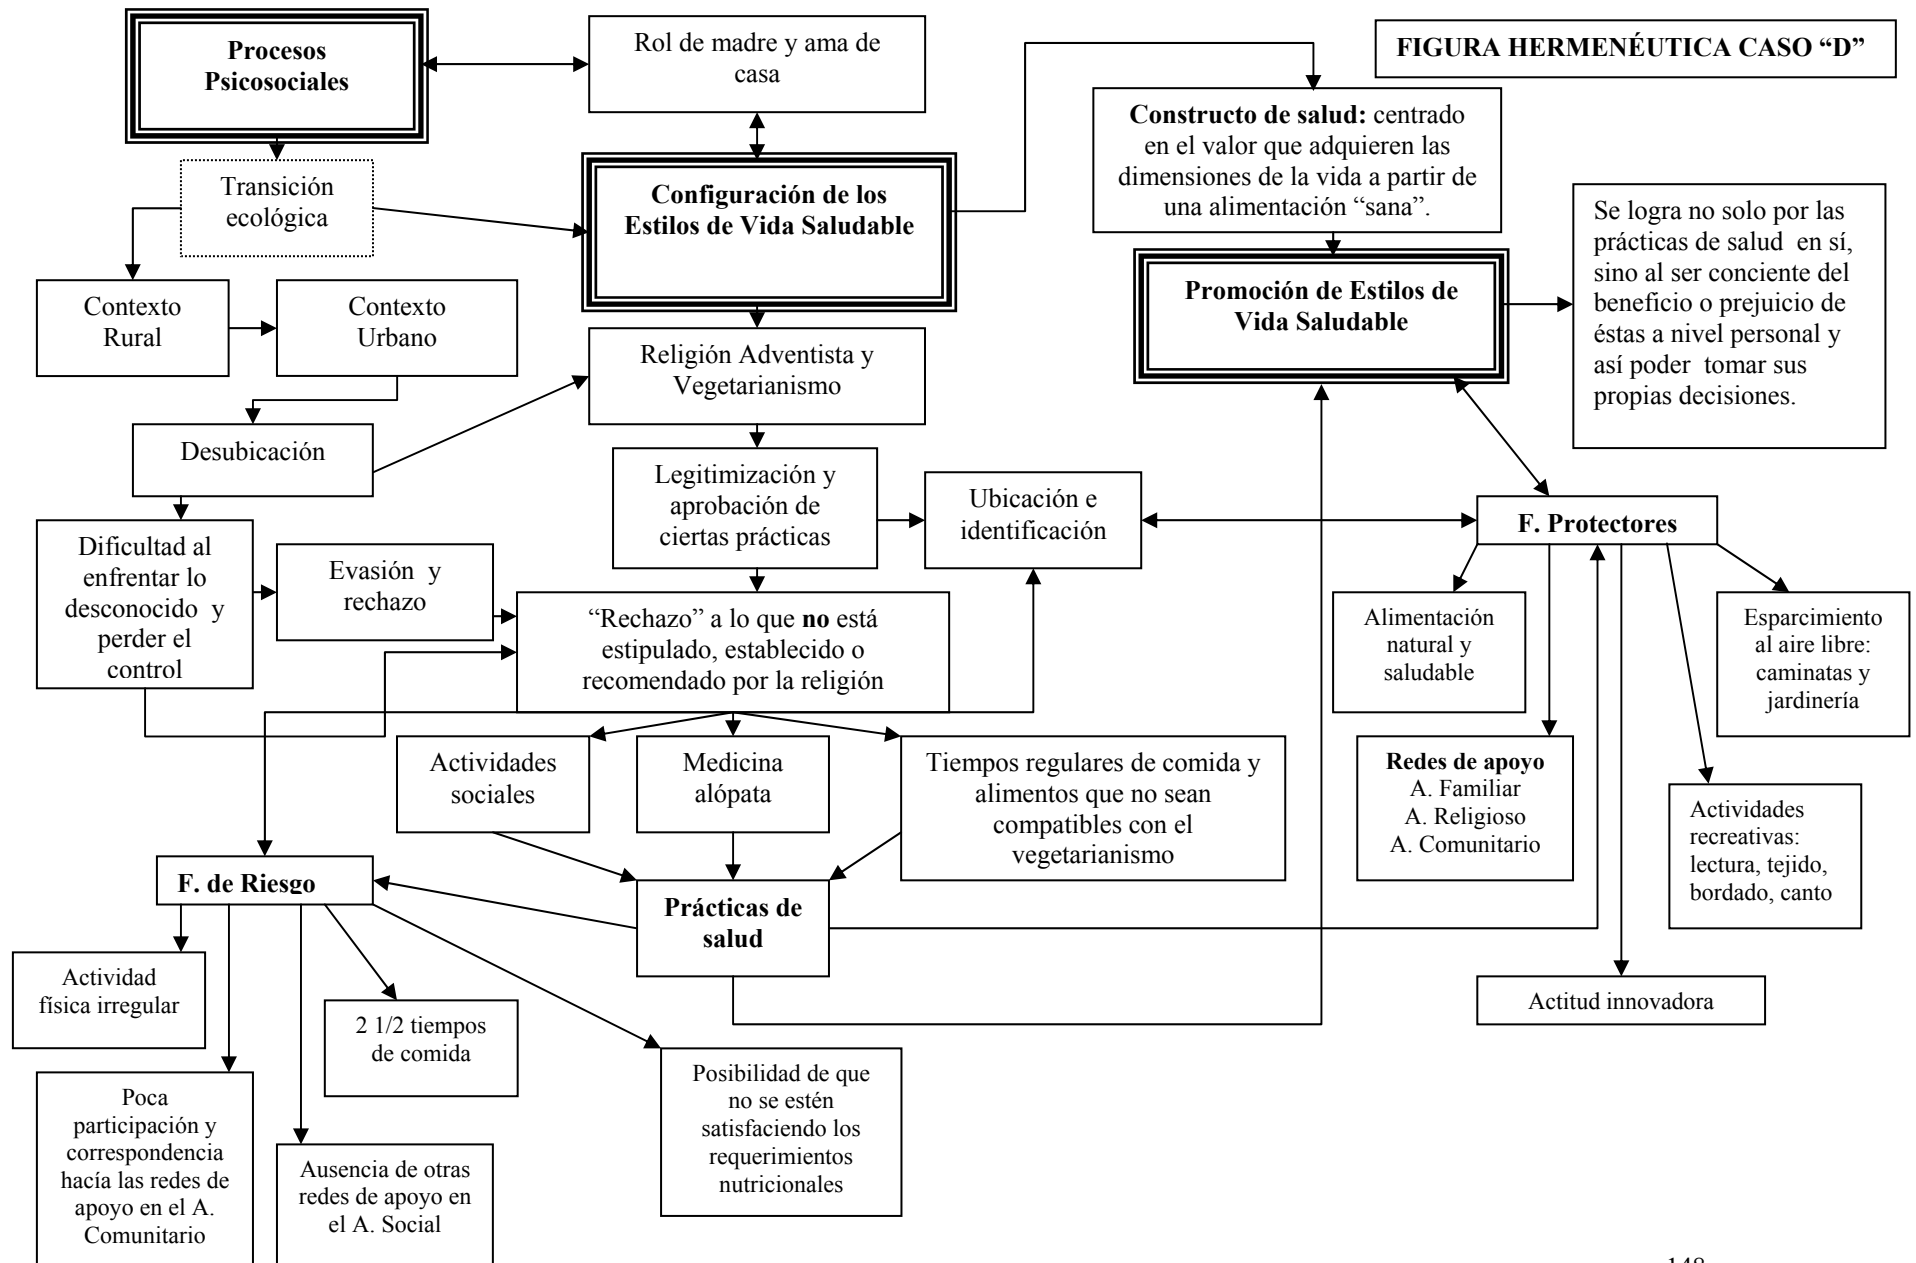 Procesos
Psicosociales
Rol de madre y ama de
casa
FIGURA HERMENÉUTICA CASO “D”
Constructo de salud: centrado
en el valor que adquieren las
dimensiones de la vida a partir de
una alimentación “sana”.
Transición
ecológica
Configuración de los
Estilos de Vida Saludable
Se logra no solo por las
prácticas de salud en sí,
sino al ser conciente del
beneficio o prejuicio de
éstas a nivel personal y
así poder tomar sus
propias decisiones.
Contexto
Rural
Contexto
Urbano
Promoción de Estilos de
Vida Saludable
Religión Adventista y
Vegetarianismo
Desubicación
Legitimización y
aprobación de
ciertas prácticas
Ubicación e
identificación
F. Protectores
Dificultad al
enfrentar lo
desconocido y
perder el
control
Evasión y
rechazo
“Rechazo” a lo que no está
estipulado, establecido o
recomendado por la religión
Alimentación
natural y
saludable
Esparcimiento
al aire libre:
caminatas y
jardinería
Actividades
sociales
Medicina
alópata
Tiempos regulares de comida y
alimentos que no sean
compatibles con el
vegetarianismo
Redes de apoyo
A. Familiar
A. Religioso
A. Comunitario
Actividades
recreativas:
lectura, tejido,
bordado, canto
F. de Riesgo
Prácticas de
salud
Actividad
física irregular
2 1/2 tiempos
de comida
Actitud innovadora
Posibilidad de que
no se estén
satisfaciendo los
requerimientos
nutricionales
Poca
participación y
correspondencia
hacía las redes de
apoyo en el A.
Comunitario
Ausencia de otras
redes de apoyo en
el A. Social
148